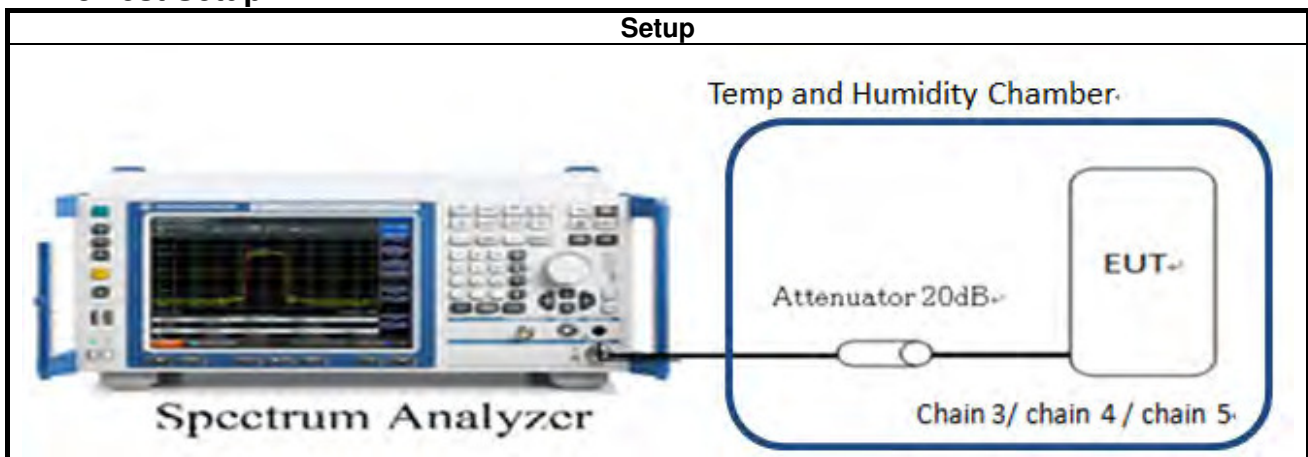 Setup
Temp and Humidity Chamber
EUT
Attenuator 20dB
Chain 3/ chain 4 / chain 5
Spectrum Analyzer